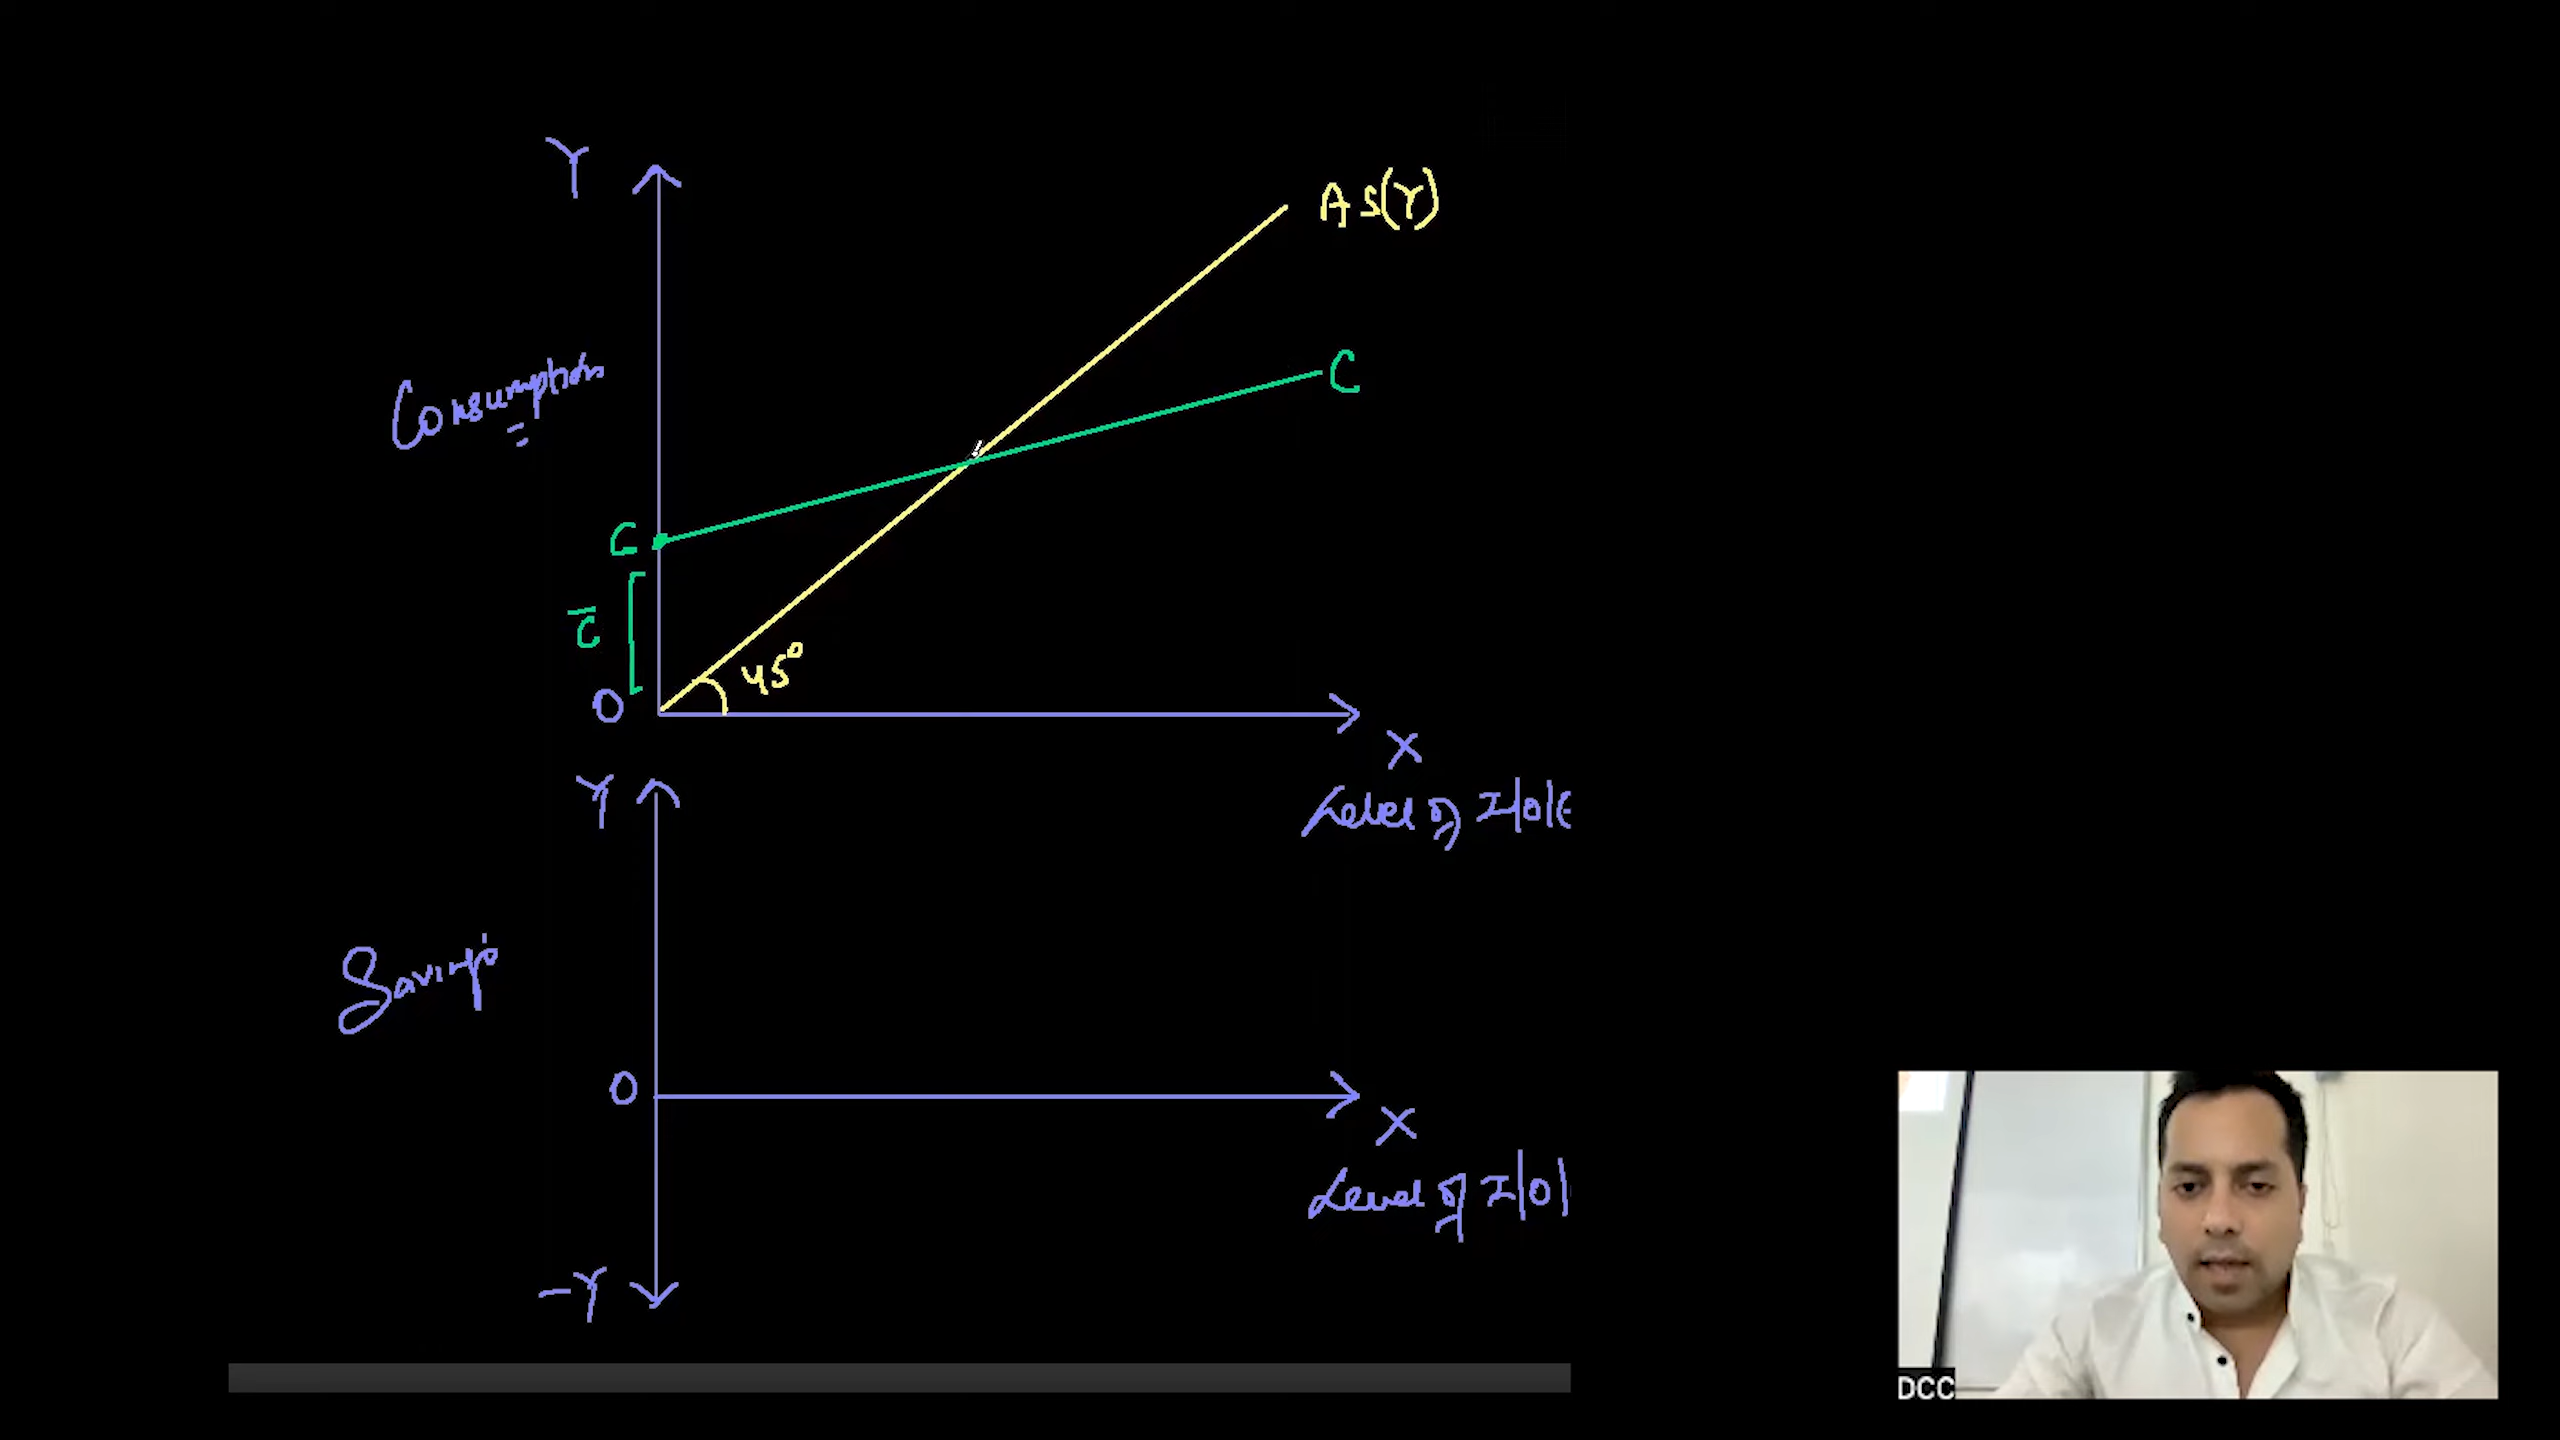 Y
AS(Y)
C
Consumption
C
C̅
45°
O
X
Y
Level of I|O|E
Savings
O
X
Level of I|O|
-Y
DCC